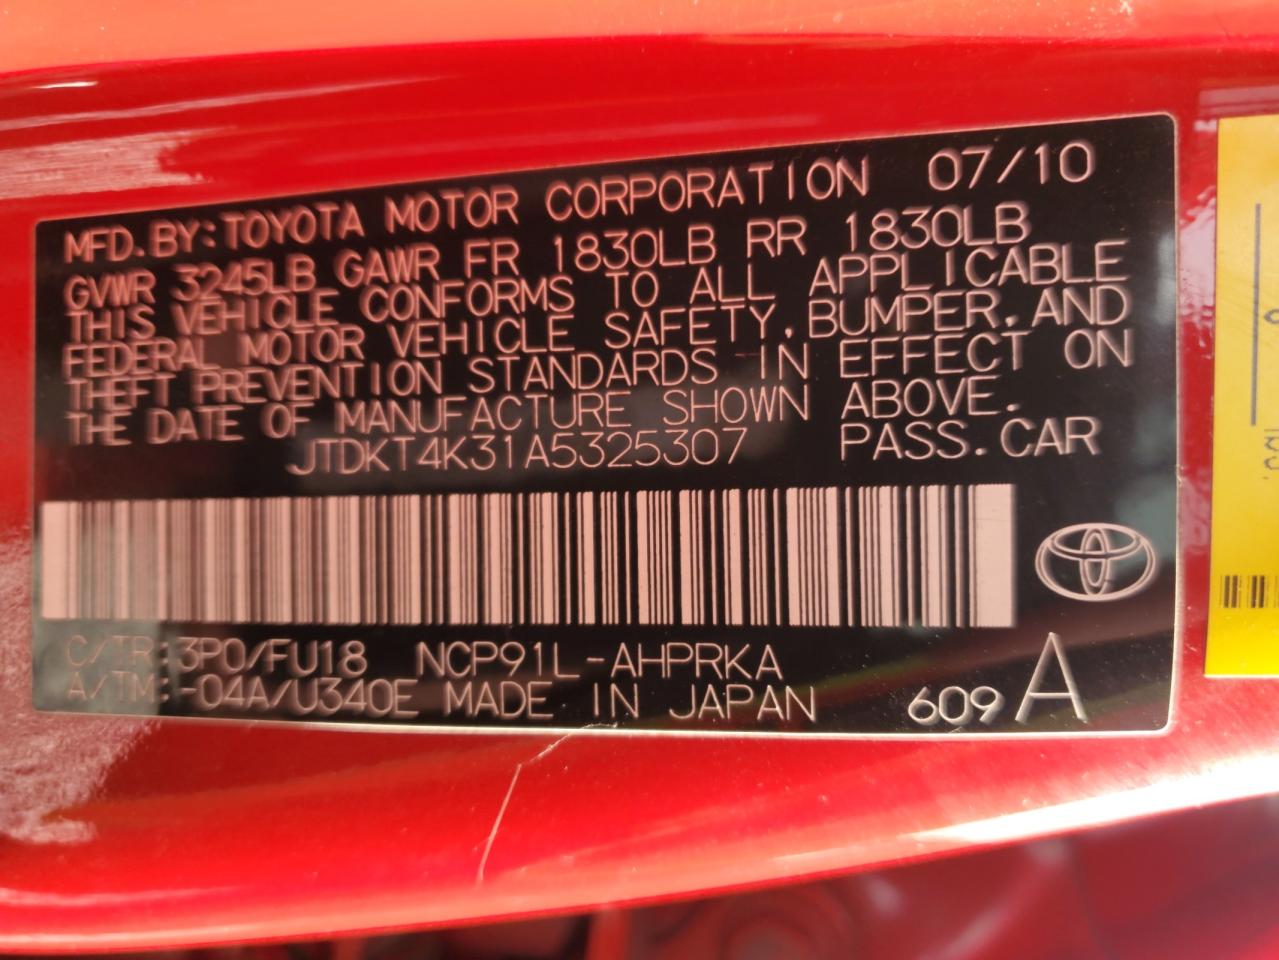 MFD.BY:TOYOTA MOTOR CORPORATION 07/10
GVWR 3245LB GAWR FR 1830LB RR 1830LB
THIS VEHICLE CONFORMS TO ALL APPLICABLE
FEDERAL MOTOR VEHICLE SAFETY,BUMPER,AND
THEFT PREVENTION STANDARDS IN EFFECT ON
THE DATE OF MANUFACTURE SHOWN ABOVE.
JTDKT4K31A5325307 PASS.CAR
C/TR:3P0/FU18 NCP91L-AHPRKA
A/TM:-04A/U340E MADE IN JAPAN 609 A